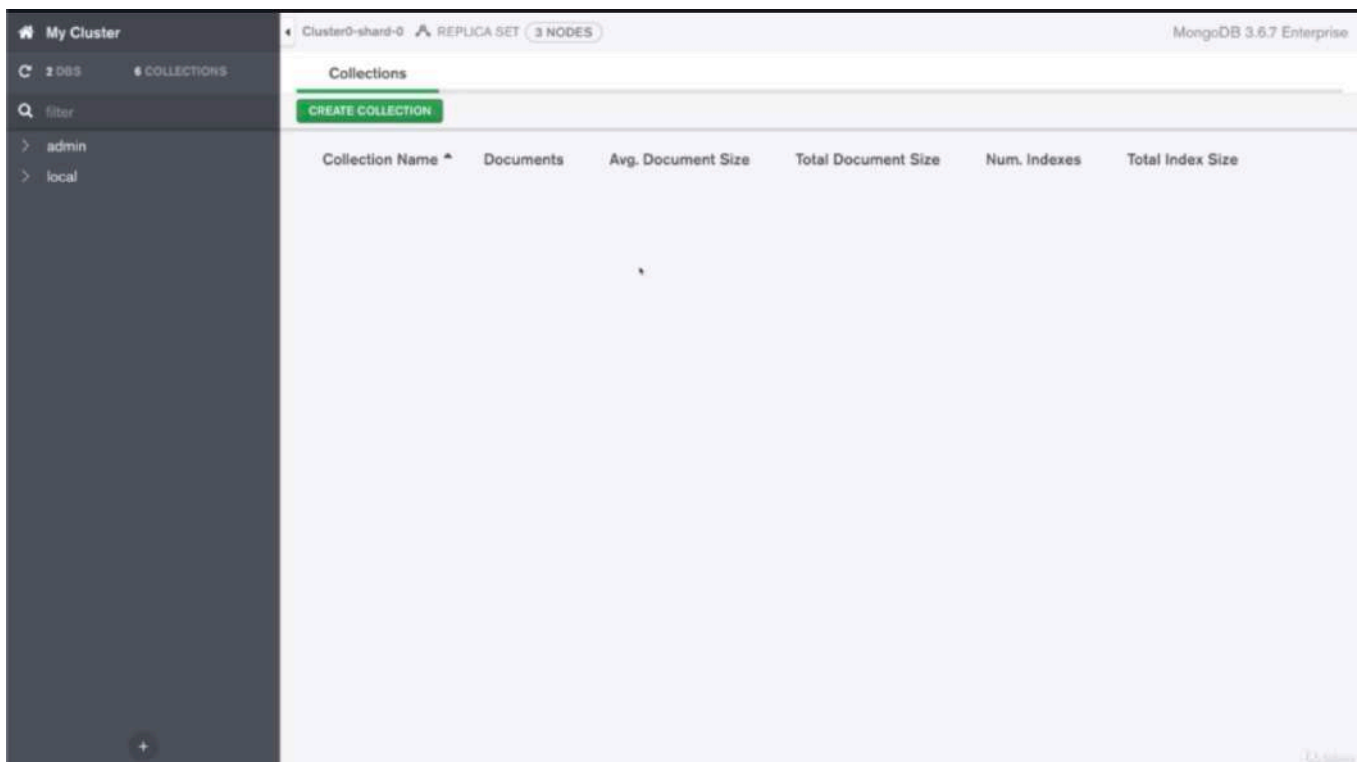 My Cluster
Cluster0-shard-0 REPLICA SET 3 NODES
MongoDB 3.6.7 Enterprise
2 DBS 6 COLLECTIONS
Collections
filter
CREATE COLLECTION
admin
local
Collection Name Documents Avg. Document Size Total Document Size Num. Indexes Total Index Size